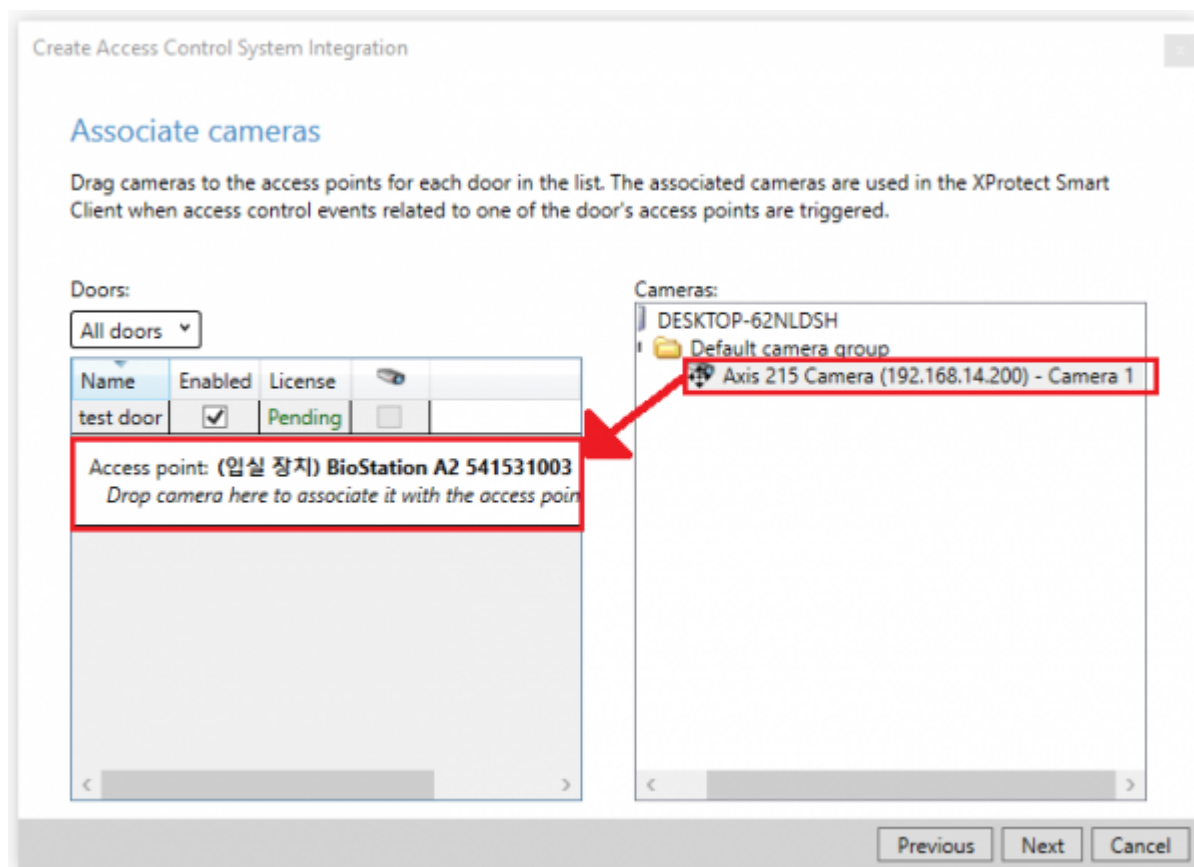 Create Access Control System Integration
Associate cameras
Drag cameras to the access points for each door in the list. The associated cameras are used in the XProtect Smart
Client when access control events related to one of the door's access points are triggered.
Doors:
All doors
Name Enabled License
test door Pending
Access point: (입실 장치) BioStation A2 541531003
Drop camera here to associate it with the access poin
Cameras:
DESKTOP-62NLDSH
Default camera group
Axis 215 Camera (192.168.14.200) - Camera 1
Previous Next Cancel